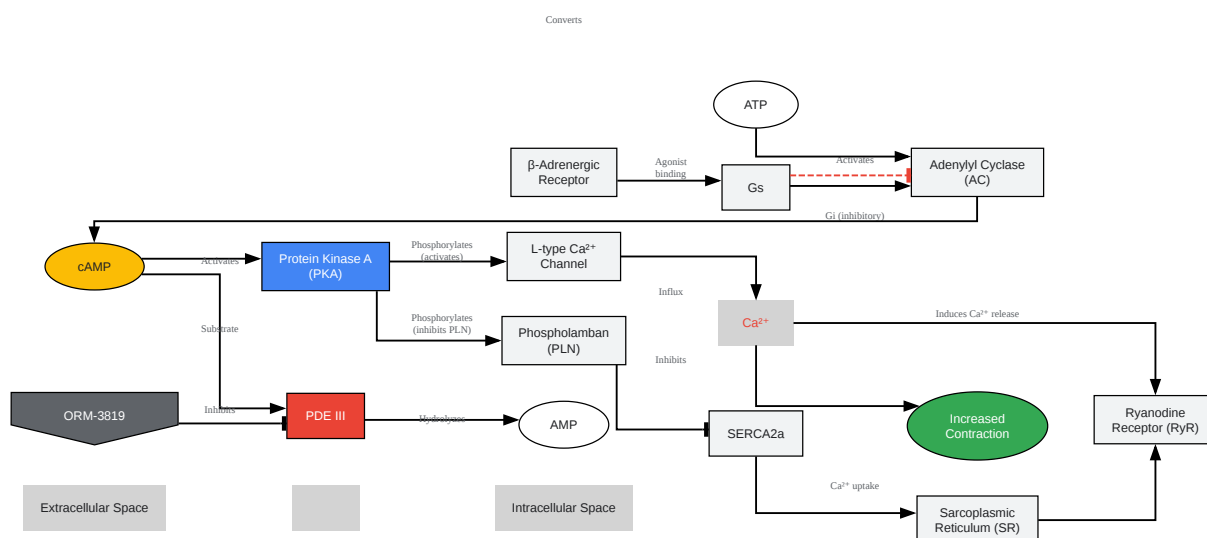 Converts
ATP
β-Adrenergic
Receptor
Agonist
binding
Gs
Activates
Adenylyl Cyclase
(AC)
Gi (inhibitory)
cAMP
Activates
Protein Kinase A
(PKA)
Phosphorylates
(activates)
L-type Ca²⁺
Channel
Influx
Substrate
Phosphorylates
(inhibits PLN)
Phospholamban
(PLN)
Ca²⁺
Induces Ca²⁺ release
Inhibits
ORM-3819
Inhibits
PDE III
Hydrolyzes
AMP
SERCA2a
Increased
Contraction
Ryanodine
Receptor (RyR)
Ca²⁺ uptake
Extracellular Space
Intracellular Space
Sarcoplasmic
Reticulum (SR)